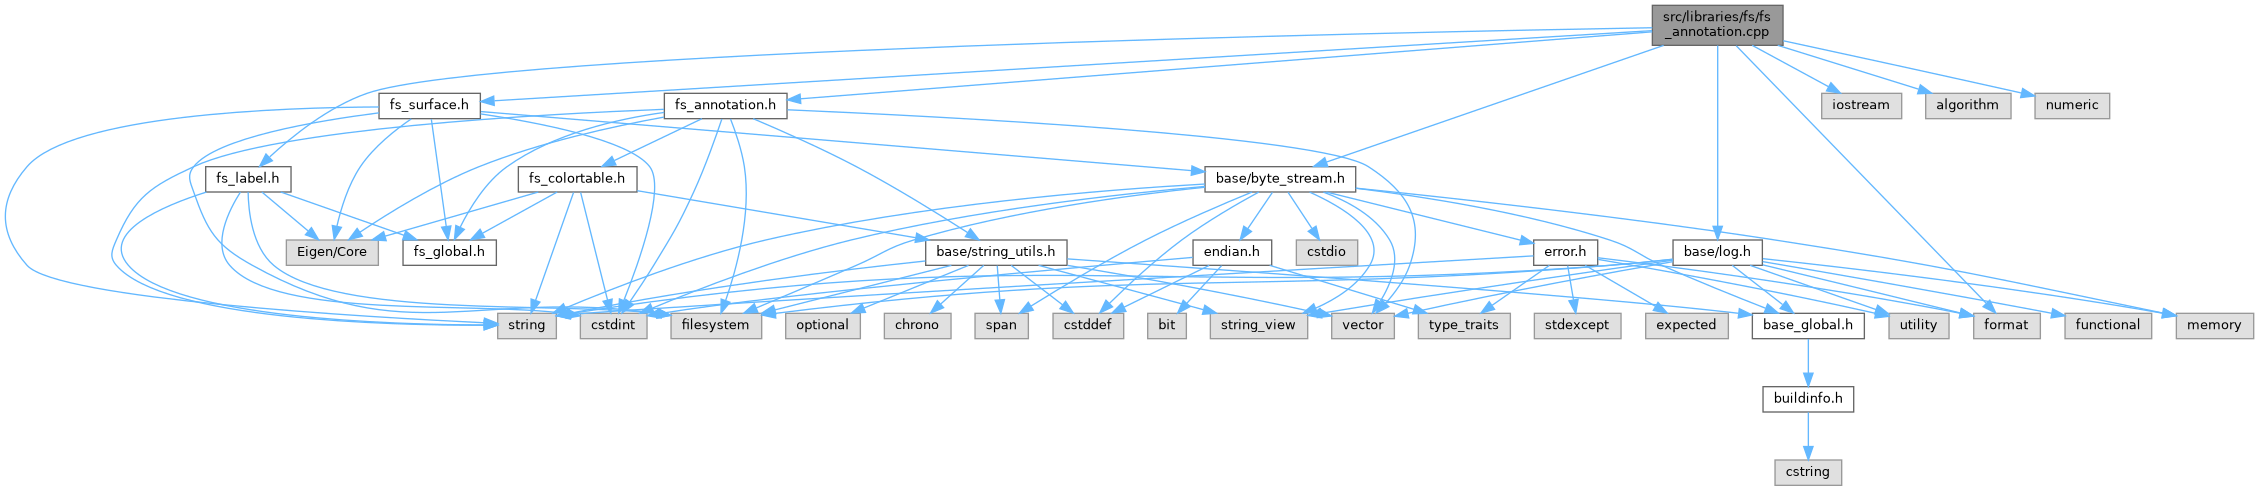 src/libraries/fs/fs
_annotation.cpp
fs_surface.h
fs_annotation.h
iostream
algorithm
numeric
fs_label.h
fs_colortable.h
base/byte_stream.h
Eigen/Core
fs_global.h
base/string_utils.h
endian.h
cstdio
error.h
base/log.h
string
cstdint
filesystem
optional
chrono
span
cstddef
bit
string_view
vector
type_traits
stdexcept
expected
base_global.h
utility
format
functional
memory
buildinfo.h
cstring